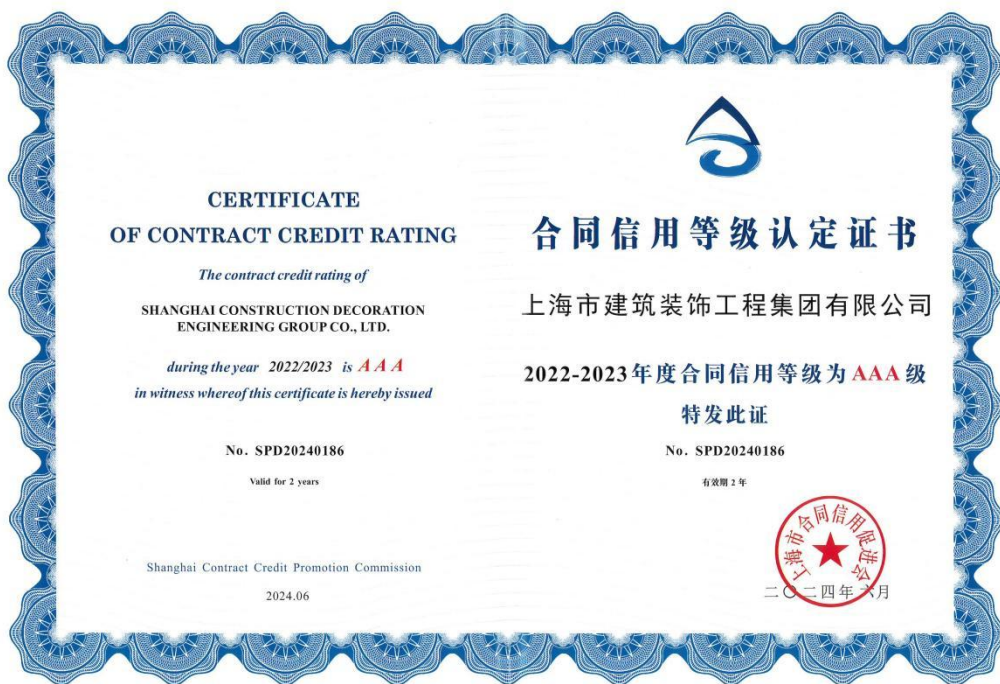 CERTIFICATE
OF CONTRACT CREDIT RATING
The contract credit rating of
SHANGHAI CONSTRUCTION DECORATION
ENGINEERING GROUP CO., LTD.
during the year 2022/2023 is AAA
in witness whereof this certificate is hereby issued
No. SPD20240186
Valid for 2 years
Shanghai Contract Credit Promotion Commission
2024.06
合同信用等级认定证书
上海市建筑装饰工程集团有限公司
2022-2023年度合同信用等级为AAA级
特发此证
No. SPD20240186
有效期 2 年
上海市合同信用促进会
二〇二四年六月